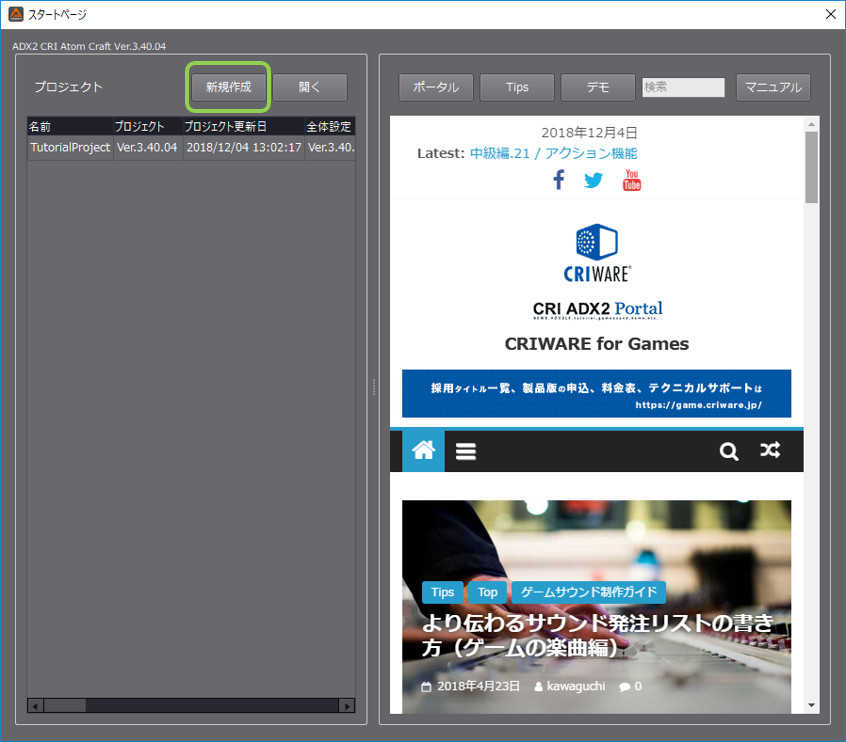 スタートページ
ADX2 CRI Atom Craft Ver.3.40.04
プロジェクト
新規作成
開く
名前 プロジェクト プロジェクト更新日 全体設定
TutorialProject Ver.3.40.04 2018/12/04 13:02:17 Ver.3.40.
ポータル
Tips
デモ
検索
マニュアル
2018年12月4日
Latest: 中級編.21 / アクション機能
You
Tube
CRIWARE
CRI ADX2 Portal
CRIWARE for Games
採用タイトル一覧、製品版の申込、料金表、テクニカルサポートは
https://game.criware.jp/
Tips
Top
ゲームサウンド制作ガイド
より伝わるサウンド発注リストの書き
方（ゲームの楽曲編）
2018年4月23日 kawaguchi 0